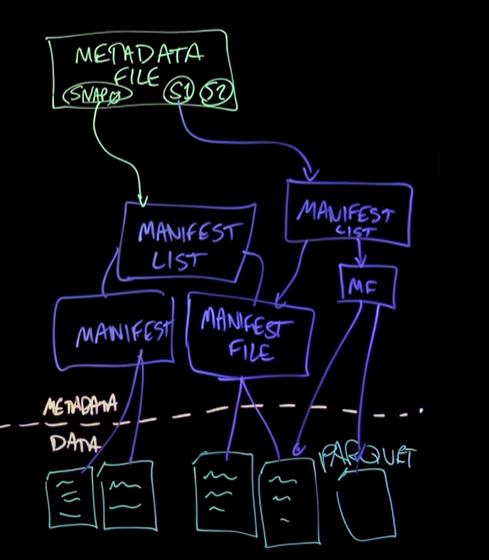 METADATA
FILE
SNAP0 S1 S2
MANIFEST
LIST
MANIFEST
LIST
MF
MANIFEST
MANIFEST
FILE
METADATA
DATA
PARQUET